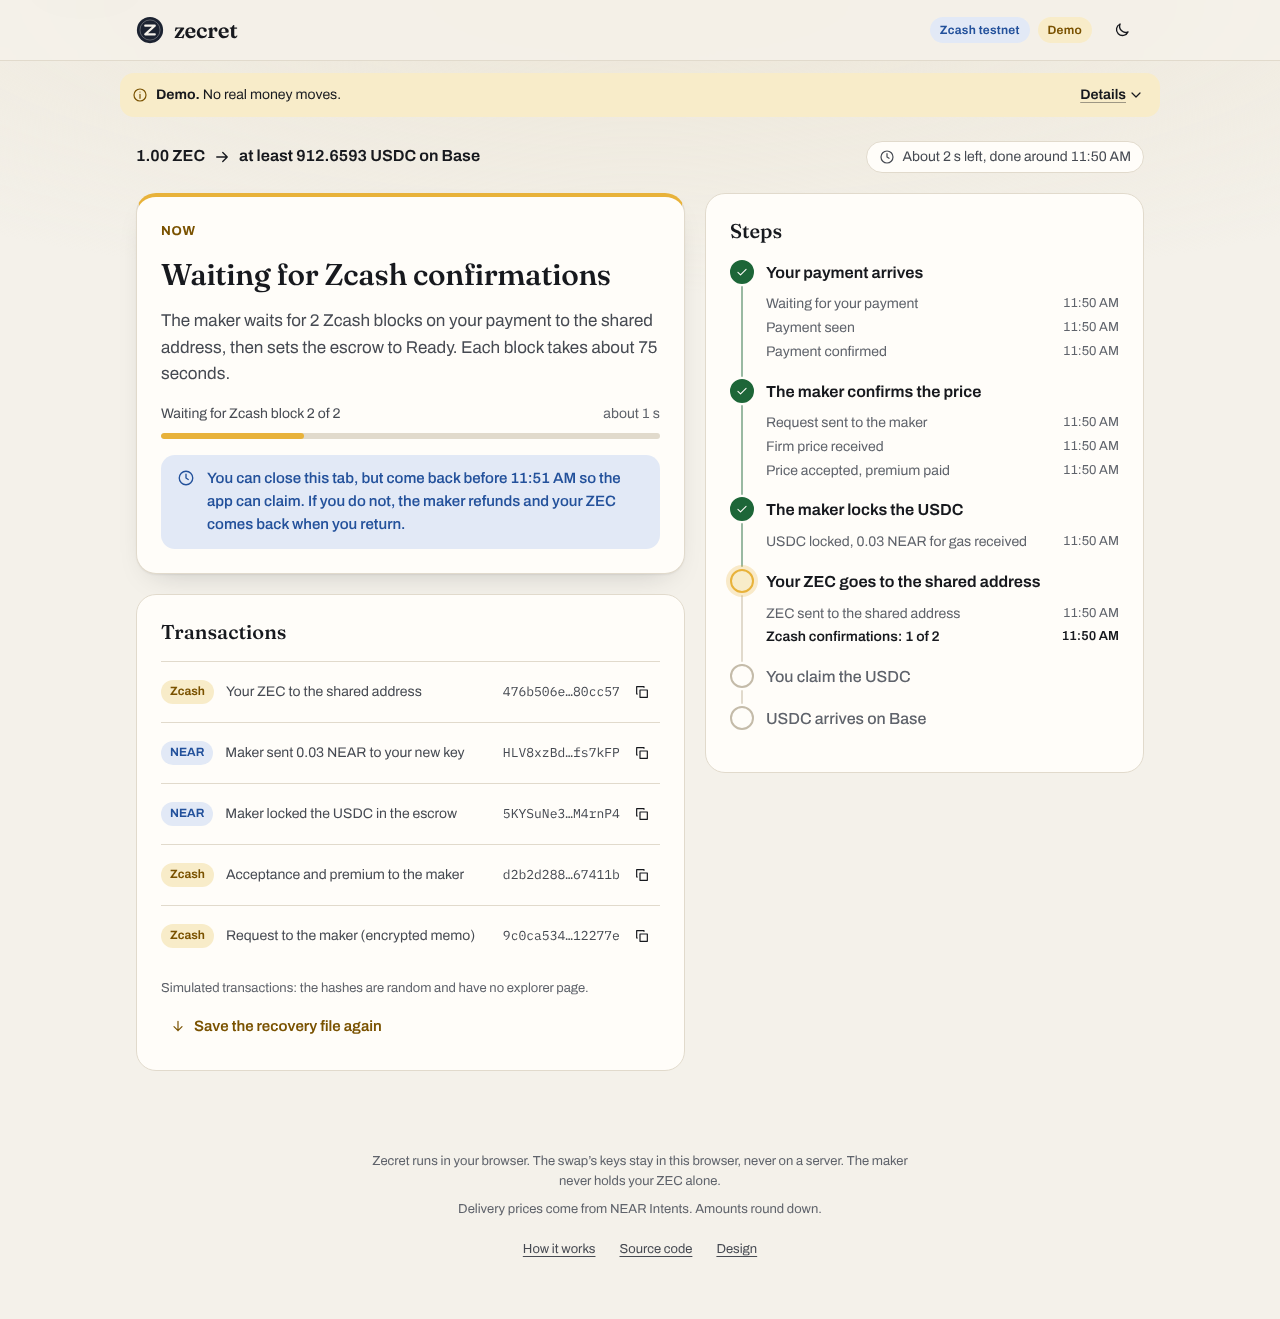 zecret
Zcash testnet
Demo
Demo. No real money moves.
Details
1.00 ZEC → at least 912.6593 USDC on Base
About 2 s left, done around 11:50 AM
NOW
Waiting for Zcash confirmations
The maker waits for 2 Zcash blocks on your payment to the shared
address, then sets the escrow to Ready. Each block takes about 75
seconds.
Waiting for Zcash block 2 of 2
about 1 s
You can close this tab, but come back before 11:51 AM so the
app can claim. If you do not, the maker refunds and your ZEC
comes back when you return.
Transactions
Zcash Your ZEC to the shared address 476b506e…80cc57
NEAR Maker sent 0.03 NEAR to your new key HLV8xzBd…fs7kFP
NEAR Maker locked the USDC in the escrow 5KYSuNe3…M4rnP4
Zcash Acceptance and premium to the maker d2b2d288…67411b
Zcash Request to the maker (encrypted memo) 9c0ca534…12277e
Simulated transactions: the hashes are random and have no explorer page.
Save the recovery file again
Steps
Your payment arrives
Waiting for your payment 11:50 AM
Payment seen 11:50 AM
Payment confirmed 11:50 AM
The maker confirms the price
Request sent to the maker 11:50 AM
Firm price received 11:50 AM
Price accepted, premium paid 11:50 AM
The maker locks the USDC
USDC locked, 0.03 NEAR for gas received 11:50 AM
Your ZEC goes to the shared address
ZEC sent to the shared address 11:50 AM
Zcash confirmations: 1 of 2 11:50 AM
You claim the USDC
USDC arrives on Base
Zecret runs in your browser. The swap’s keys stay in this browser, never on a server. The maker
never holds your ZEC alone.
Delivery prices come from NEAR Intents. Amounts round down.
How it works
Source code
Design